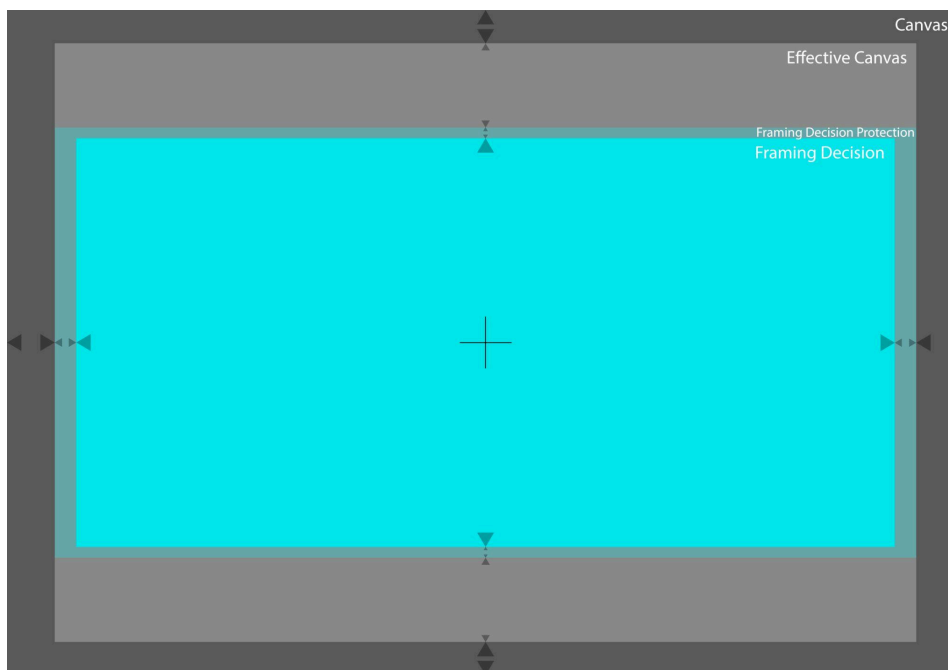 Canvas
Effective Canvas
Framing Decision Protection
Framing Decision